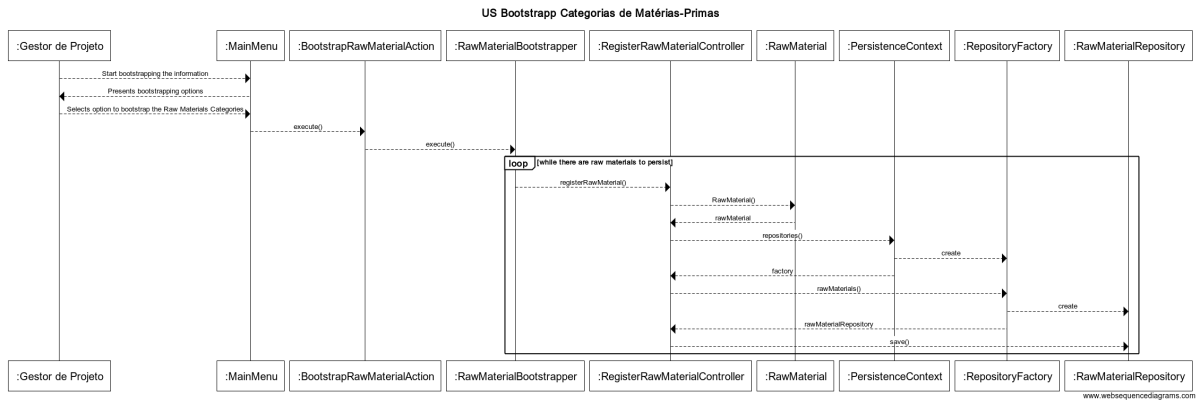 US Bootstrapp Categorias de Matérias-Primas
:Gestor de Projeto
:MainMenu
:BootstrapRawMaterialAction
:RawMaterialBootstrapper
:RegisterRawMaterialController
:RawMaterial
:PersistenceContext
:RepositoryFactory
:RawMaterialRepository
Start bootstrapping the information
Presents bootstrapping options
Selects option to bootstrap the Raw Materials Categories
execute()
execute()
loop
[while there are raw materials to persist]
registerRawMaterial()
RawMaterial()
rawMaterial
repositories()
create
factory
rawMaterials()
create
rawMaterialRepository
save()
:Gestor de Projeto
:MainMenu
:BootstrapRawMaterialAction
:RawMaterialBootstrapper
:RegisterRawMaterialController
:RawMaterial
:PersistenceContext
:RepositoryFactory
:RawMaterialRepository
www.websequencediagrams.com